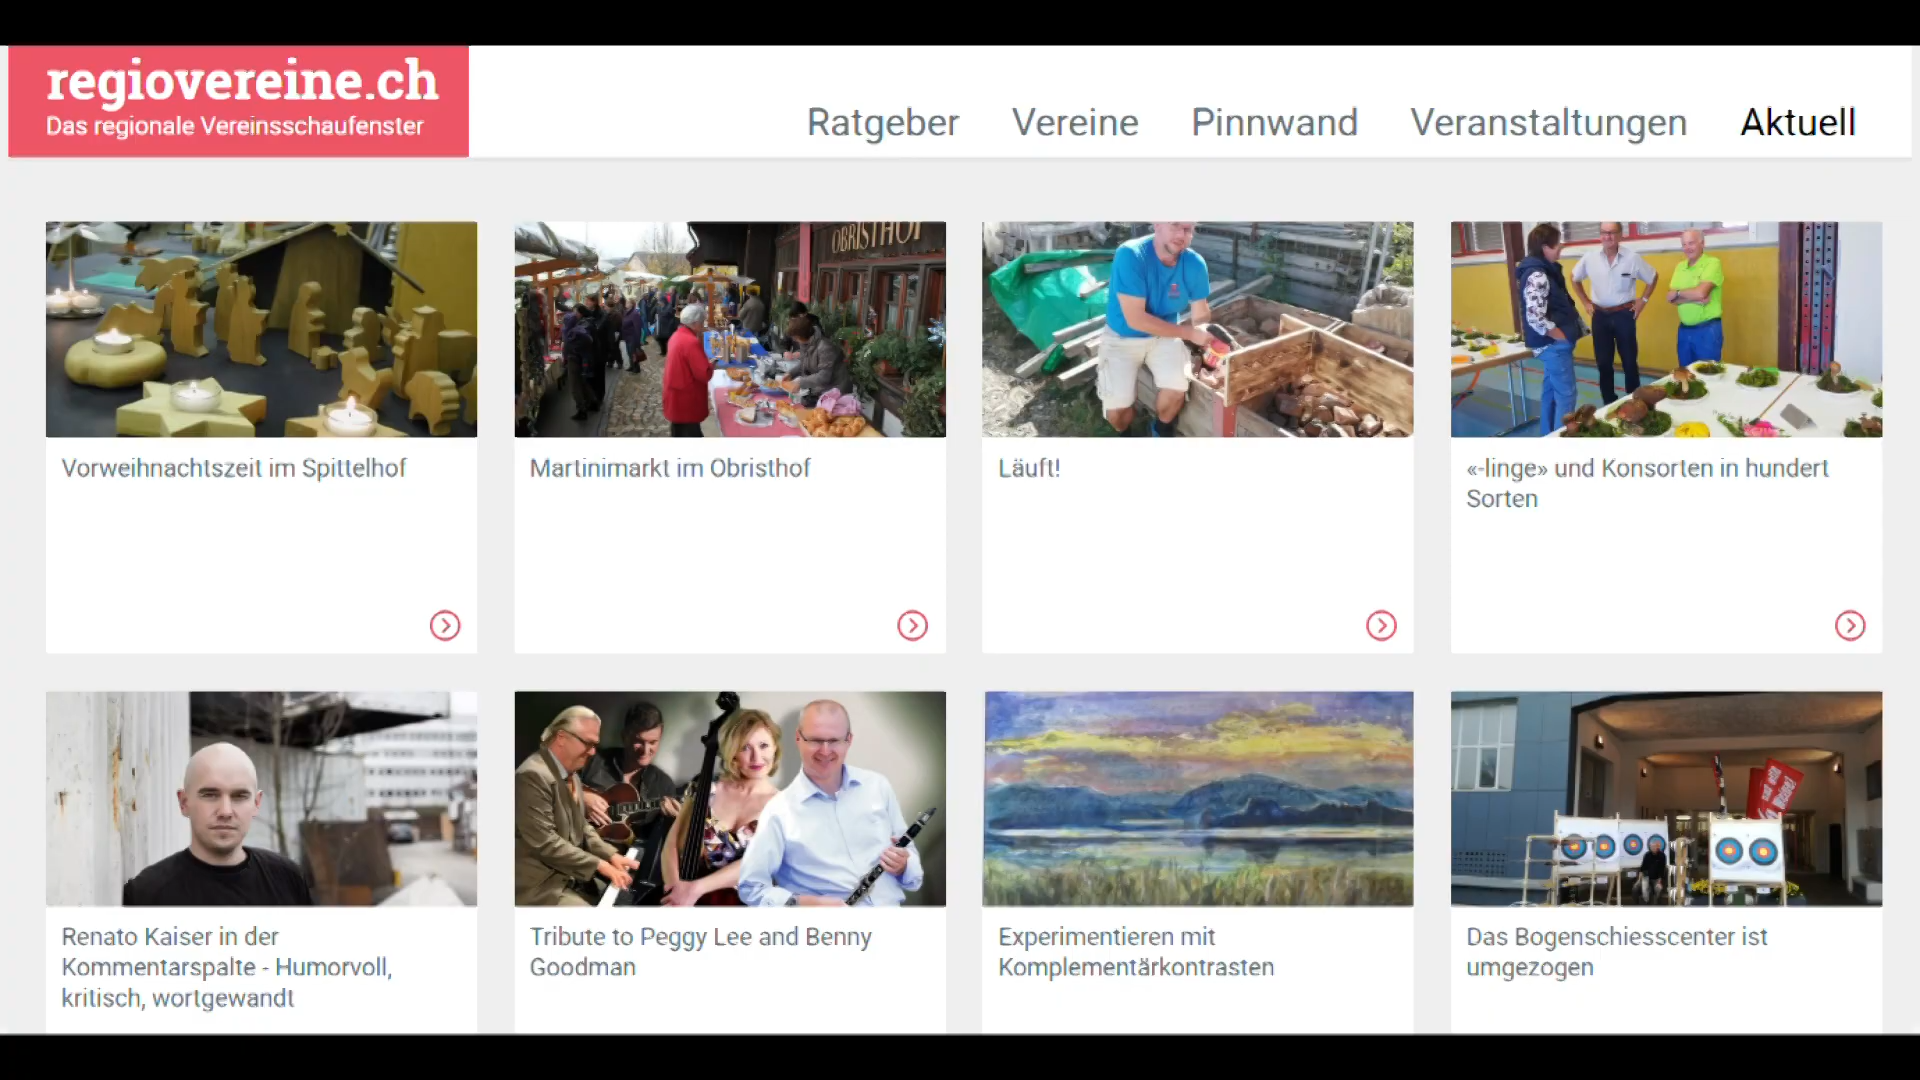 regiovereine.ch
Das regionale Vereinsschaufenster
Ratgeber Vereine Pinnwand Veranstaltungen Aktuell
OBRISTHOF
Vorweihnachtszeit im Spittelhof
Martinimarkt im Obristhof
Läuft!
«-linge» und Konsorten in hundert
Sorten
Renato Kaiser in der
Kommentarspalte - Humorvoll,
kritisch, wortgewandt
Tribute to Peggy Lee and Benny
Goodman
Experimentieren mit
Komplementärkontrasten
Das Bogenschiesscenter ist
umgezogen